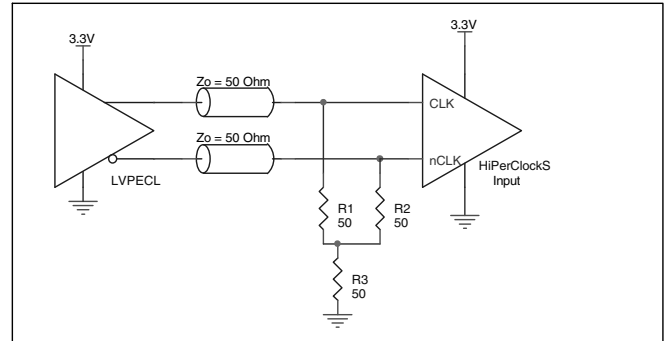 3.3V
3.3V
Zo = 50 Ohm
CLK
Zo = 50 Ohm
nCLK
LVPECL
HiPerClockS
Input
R1
50
R2
50
R3
50